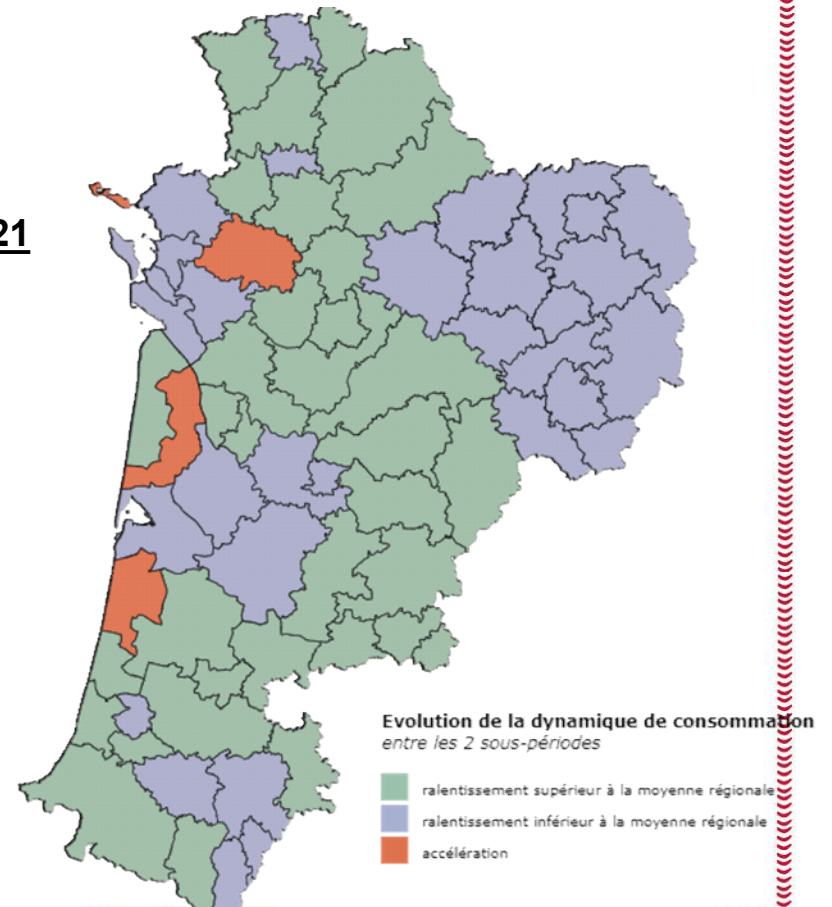 21
Evolution de la dynamique de consommation
entre les 2 sous-périodes
ralentissement supérieur à la moyenne régionale
ralentissement inférieur à la moyenne régionale
accélération